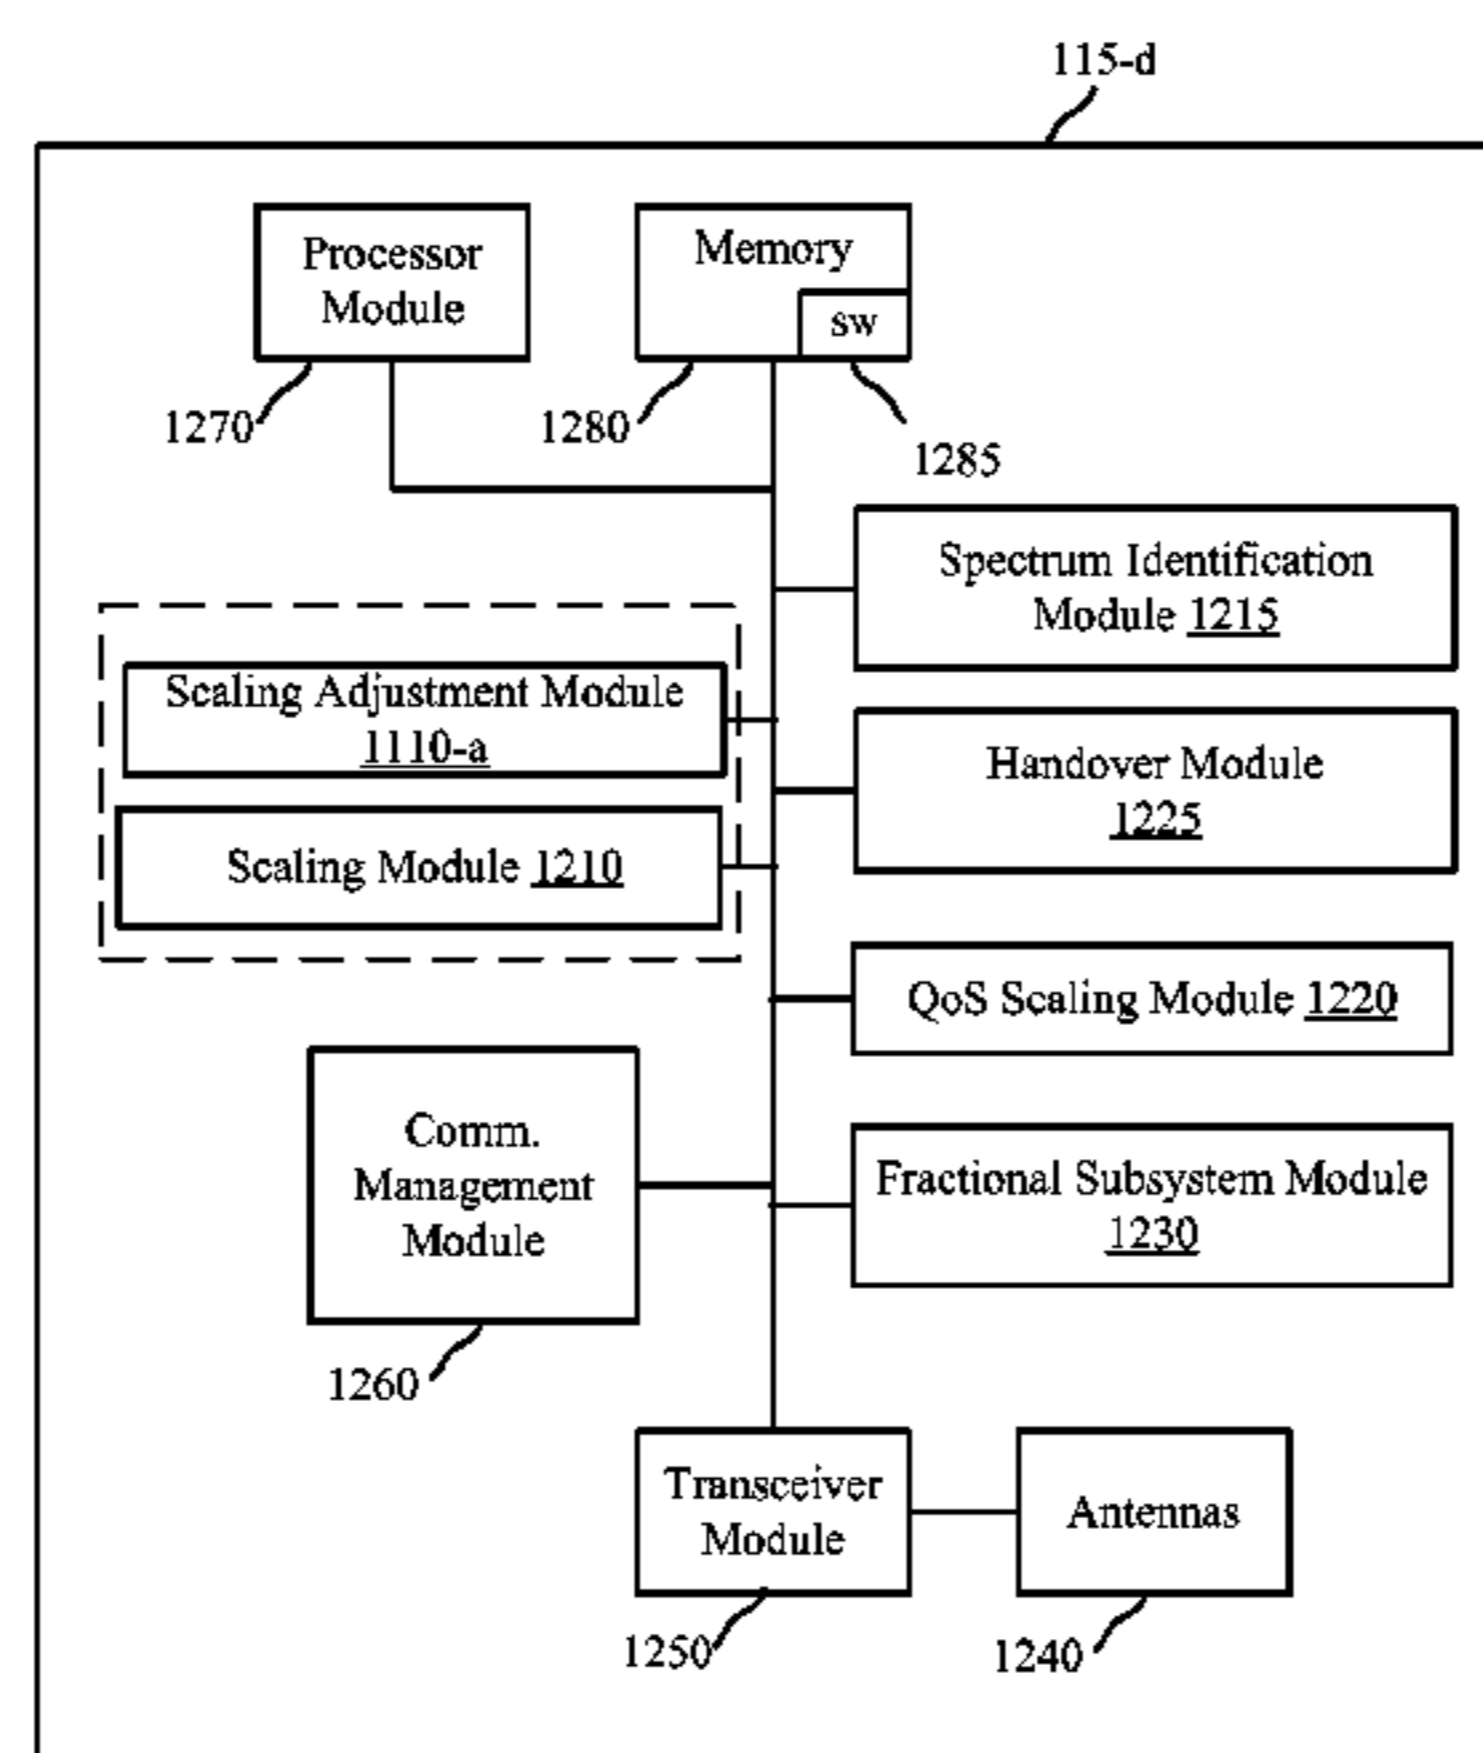 115-d
Processor
Module
1270
Memory
sw
1280
1285
Spectrum Identification
Module 1215
Scaling Adjustment Module
1110-a
Handover Module
1225
Scaling Module 1210
QoS Scaling Module 1220
Comm.
Management
Module
1260
Fractional Subsystem Module
1230
Transceiver
Module
1250
Antennas
1240